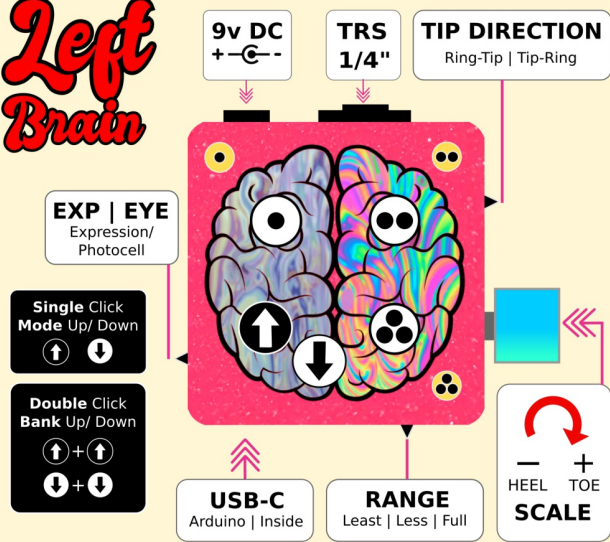 Left
Brain
9v DC
+ -
TRS
1/4"
TIP DIRECTION
Ring-Tip | Tip-Ring
EXP | EYE
Expression/
Photocell
Single Click
Mode Up/ Down
Double Click
Bank Up/ Down
+
+
USB-C
Arduino | Inside
RANGE
Least | Less | Full
− +
HEEL TOE
SCALE